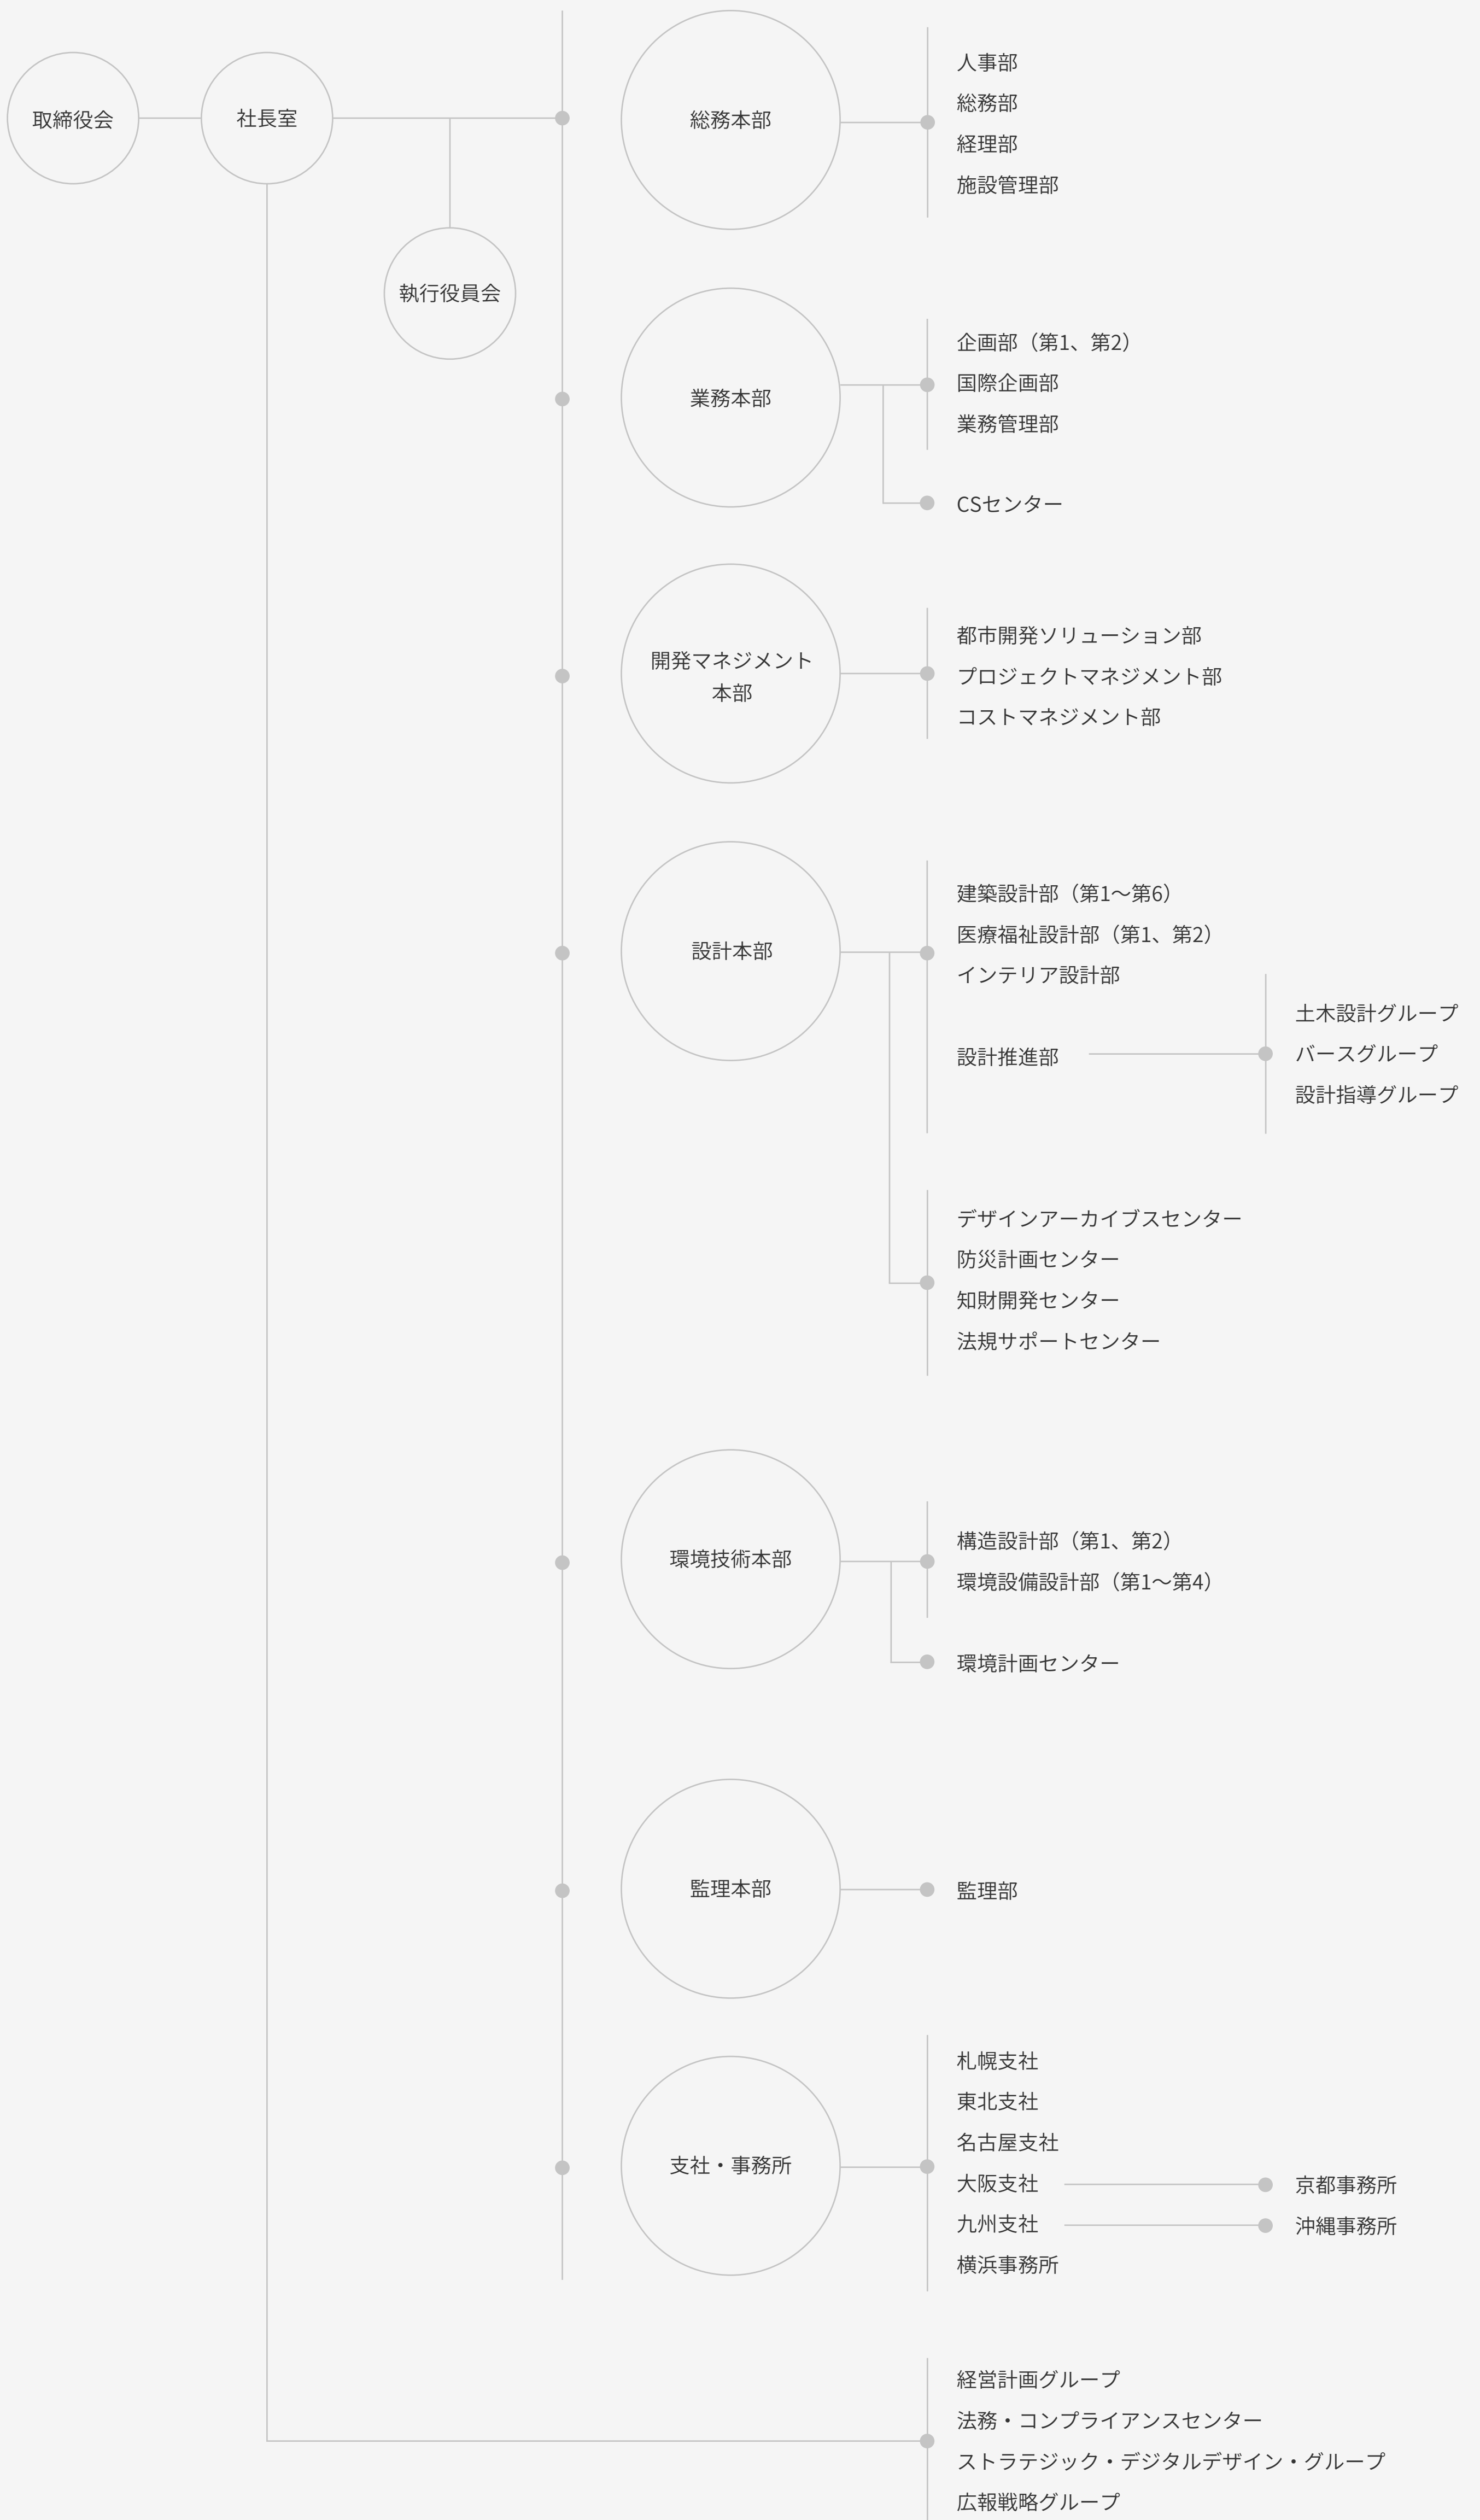 取締役会
社長室
執行役員会
総務本部
人事部
総務部
経理部
施設管理部
業務本部
企画部（第1、第2）
国際企画部
業務管理部
CSセンター
開発マネジメント
本部
都市開発ソリューション部
プロジェクトマネジメント部
コストマネジメント部
設計本部
建築設計部（第1〜第6）
医療福祉設計部（第1、第2）
インテリア設計部
設計推進部
土木設計グループ
パースグループ
設計指導グループ
デザインアーカイブスセンター
防災計画センター
知財開発センター
法規サポートセンター
環境技術本部
構造設計部（第1、第2）
環境設備設計部（第1〜第4）
環境計画センター
監理本部
監理部
支社・事務所
札幌支社
東北支社
名古屋支社
大阪支社
京都事務所
九州支社
沖縄事務所
横浜事務所
経営計画グループ
法務・コンプライアンスセンター
ストラテジック・デジタルデザイン・グループ
広報戦略グループ